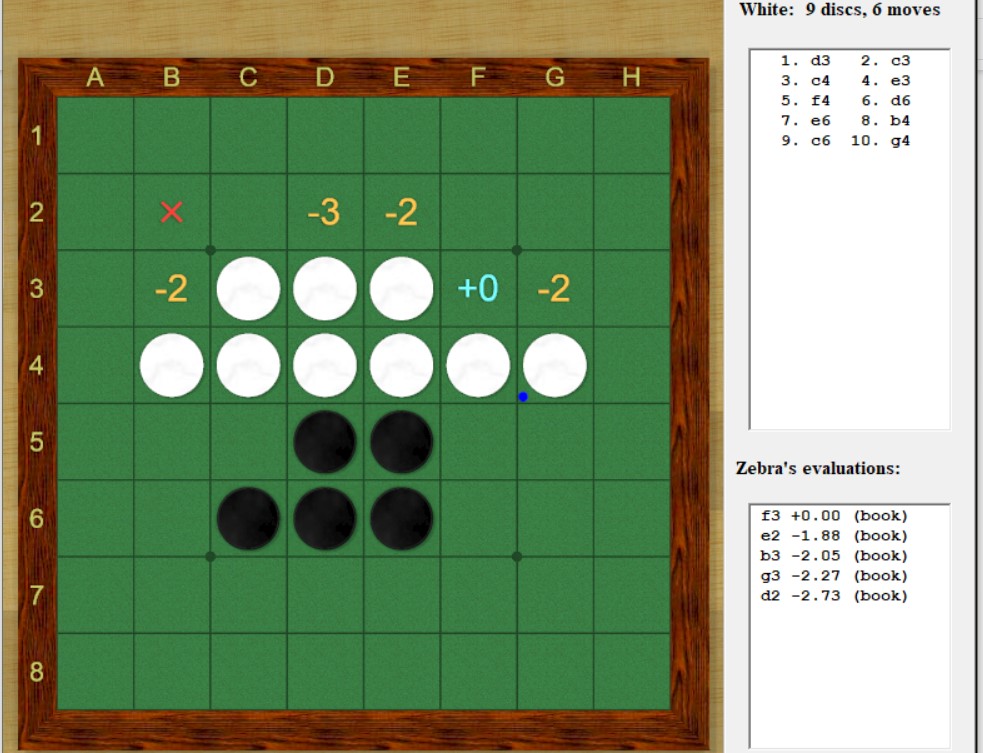 White: 9 discs, 6 moves
A B C D E F G H
1
2 -3 -2
3 -2 +0 -2
4
5
6
7
8
1. d3 2. c3
3. c4 4. e3
5. f4 6. d6
7. e6 8. b4
9. c6 10. g4
Zebra's evaluations:
f3 +0.00 (book)
e2 -1.88 (book)
b3 -2.05 (book)
g3 -2.27 (book)
d2 -2.73 (book)